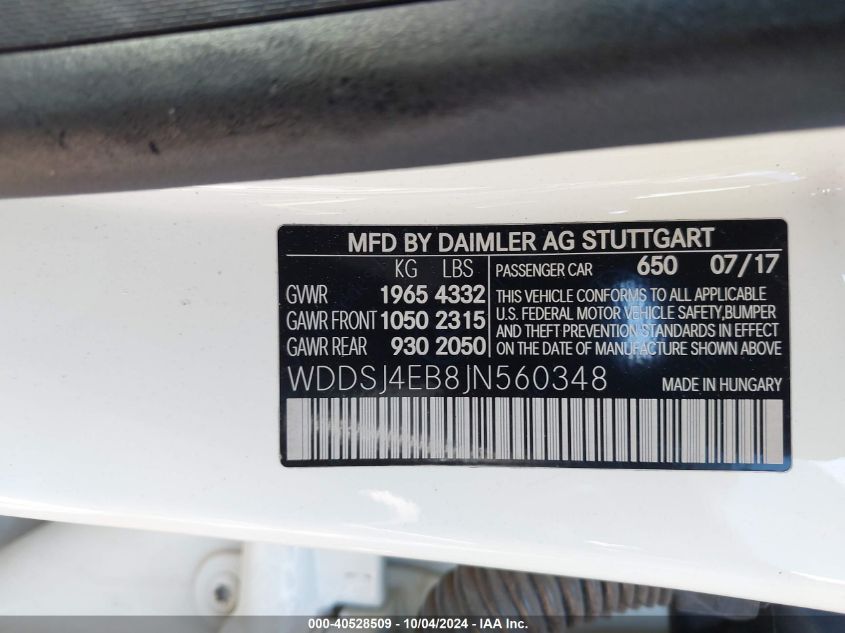 MFD BY DAIMLER AG STUTTGART
KG LBS
GVWR 1965 4332
GAWR FRONT 1050 2315
GAWR REAR 930 2050
PASSENGER CAR 650 07/17
THIS VEHICLE CONFORMS TO ALL APPLICABLE
U.S. FEDERAL MOTOR VEHICLE SAFETY, BUMPER
AND THEFT PREVENTION STANDARDS IN EFFECT
ON THE DATE OF MANUFACTURE SHOWN ABOVE
WDDSJ4EB8JN560348 MADE IN HUNGARY
000-40528509 - 10/04/2024 - IAAI.COM